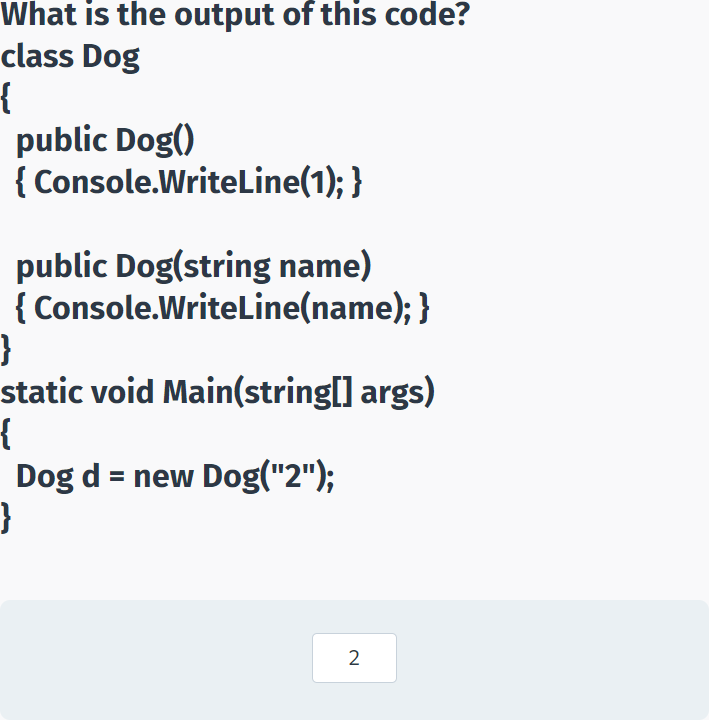 What is the output of this code?
class Dog
{
public Dog()
{ Console.WriteLine(1); }
public Dog(string name)
{ Console.WriteLine(name); }
}
static void Main(string[] args)
{
Dog d = new Dog("2");
}
2